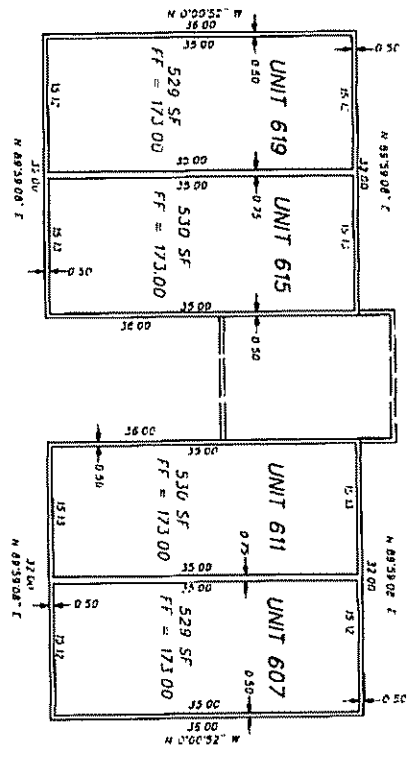 N 0'00'52" W
36 00
35 00
0 50
0.50
UNIT 619
529 SF
FF = 173.00
15 12
15 12
N 89'59 08" E
32 00
N 89'59 08" E
32 00
35.00
35 00
0.75
UNIT 615
530 SF
FF = 173.00
15 13
15 13
0 50
35.00
36 00
0 50
36 00
35 00
0.50
UNIT 611
530 SF
FF = 173.00
15 13
15 13
N 89'59 08" E
32 00
N 89'59 08" E
32 00
35 00
35 00
0.75
UNIT 607
529 SF
FF = 173.00
15 12
15 12
0 50
0 50
0.50
35 00
36 00
N 0'00'52" W